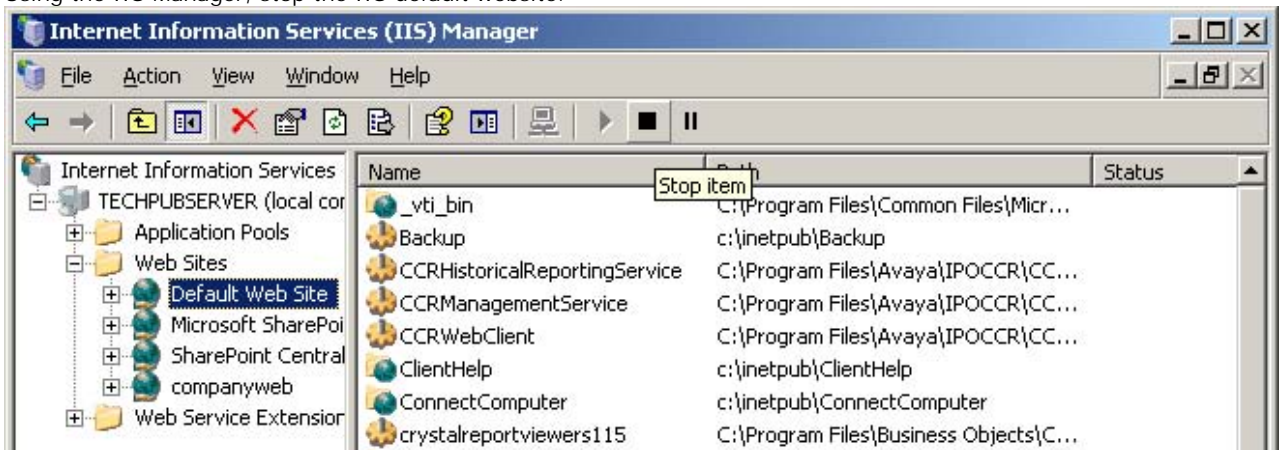 Using the IIS Manager, stop the IIS default website.
Internet Information Services (IIS) Manager
File Action View Window Help
Internet Information Services
TECHPUBSERVER (local cor
Application Pools
Web Sites
Default Web Site
Microsoft SharePoi
SharePoint Central
companyweb
Web Service Extension
Name Path Status
Stop item
_vti_bin C:\Program Files\Common Files\Micr...
Backup c:\inetpub\Backup
CCRHistoricalReportingService C:\Program Files\Avaya\IPOCCR\CC...
CCRManagementService C:\Program Files\Avaya\IPOCCR\CC...
CCRWebClient C:\Program Files\Avaya\IPOCCR\CC...
ClientHelp c:\inetpub\ClientHelp
ConnectComputer c:\inetpub\ConnectComputer
crystalreportviewers115 C:\Program Files\Business Objects\C...